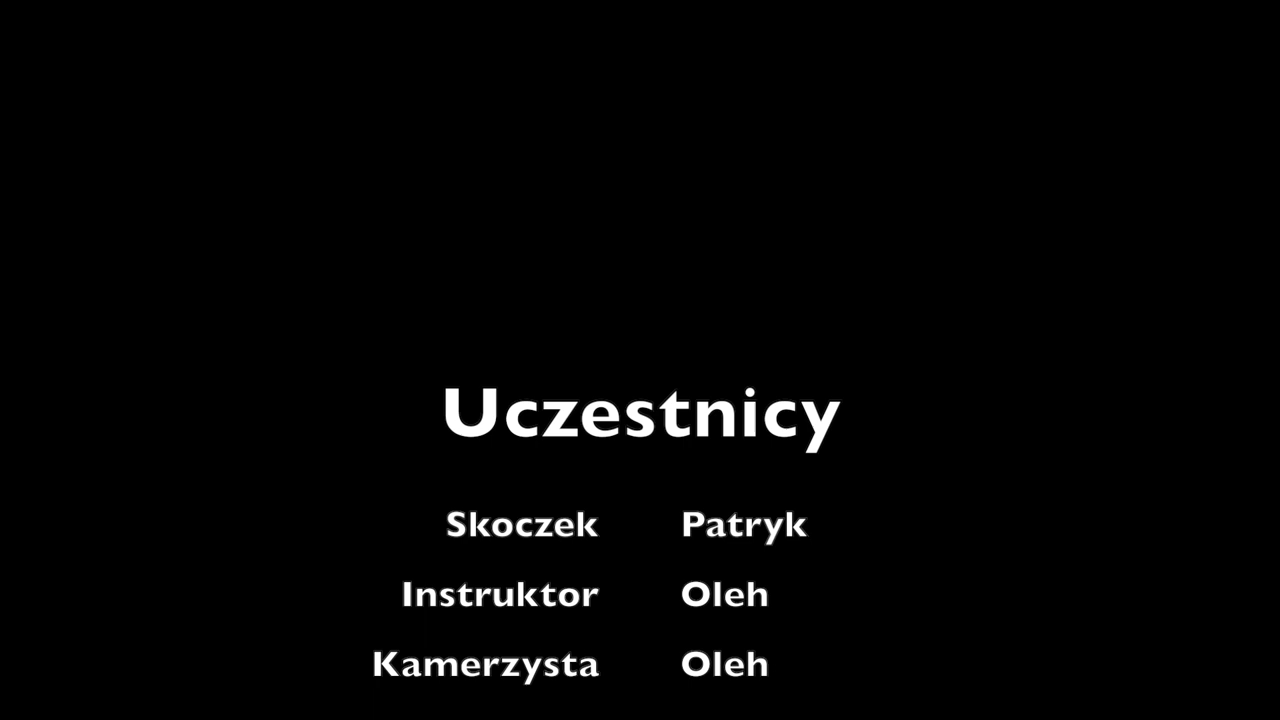 Uczestnicy
Skoczek Patryk
Instruktor Oleh
Kamerzysta Oleh